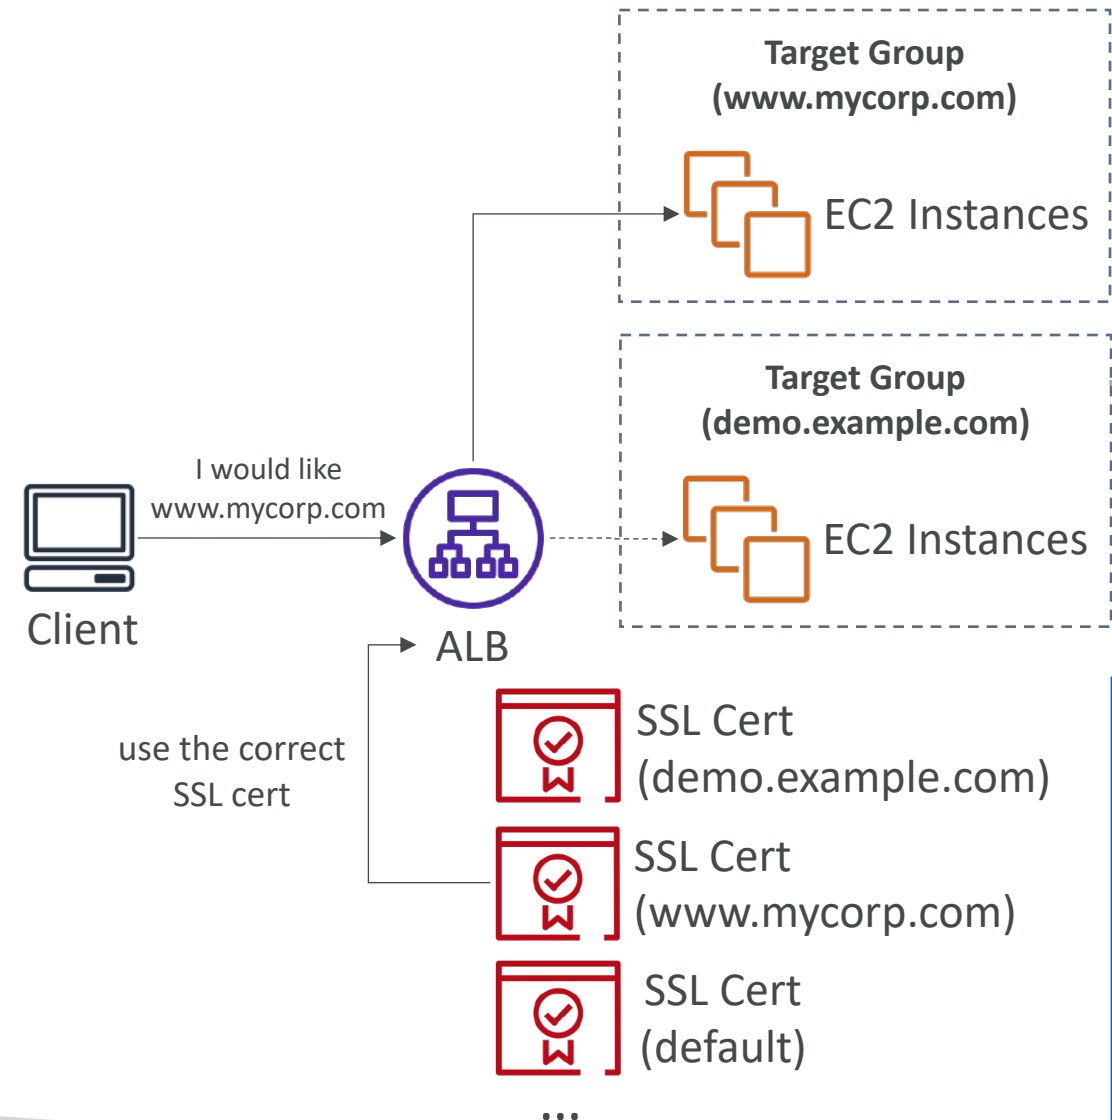 Target Group
(www.mycorp.com)
EC2 Instances
Target Group
(demo.example.com)
EC2 Instances
I would like
www.mycorp.com
Client
ALB
use the correct
SSL cert
SSL Cert
(demo.example.com)
SSL Cert
(www.mycorp.com)
SSL Cert
(default)
...